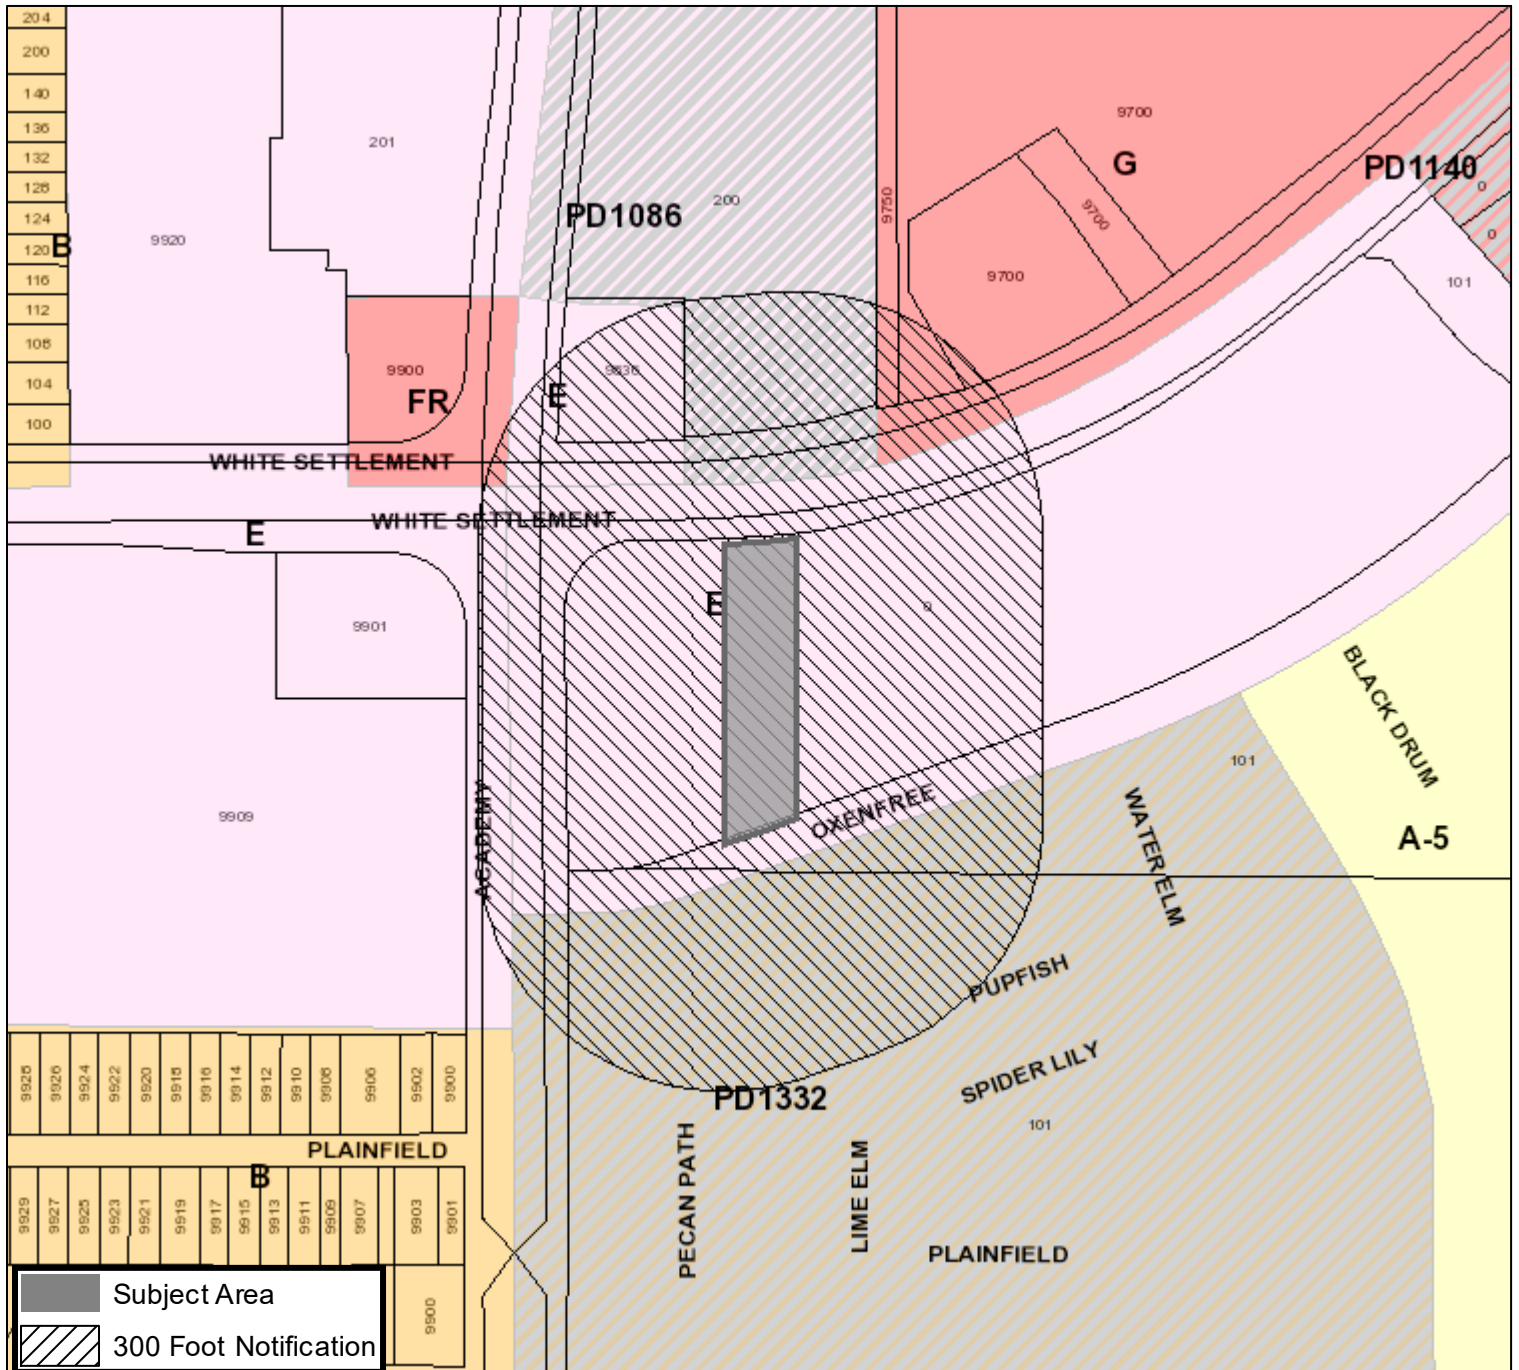 204
200
140
136
132
128
124
120
116
112
108
104
100
B
9920
201
PD1086
200
9750
9700
G
9700
9700
PD1140
0
0
101
9900
FR
E
9836
WHITE SETTLEMENT
WHITE SETTLEMENT
E
9901
E
0
9909
ACADEMY
OXENFREE
101
BLACK DRUM
WATER ELM
A-5
PUPFISH
SPIDER LILY
PD1332
101
PECAN PATH
LIME ELM
PLAINFIELD
9928
9926
9924
9922
9920
9918
9916
9914
9912
9910
9908
9906
9902
9900
PLAINFIELD
B
9929
9927
9925
9923
9921
9919
9917
9915
9913
9911
9909
9907
9903
9901
9900
Subject Area
300 Foot Notification